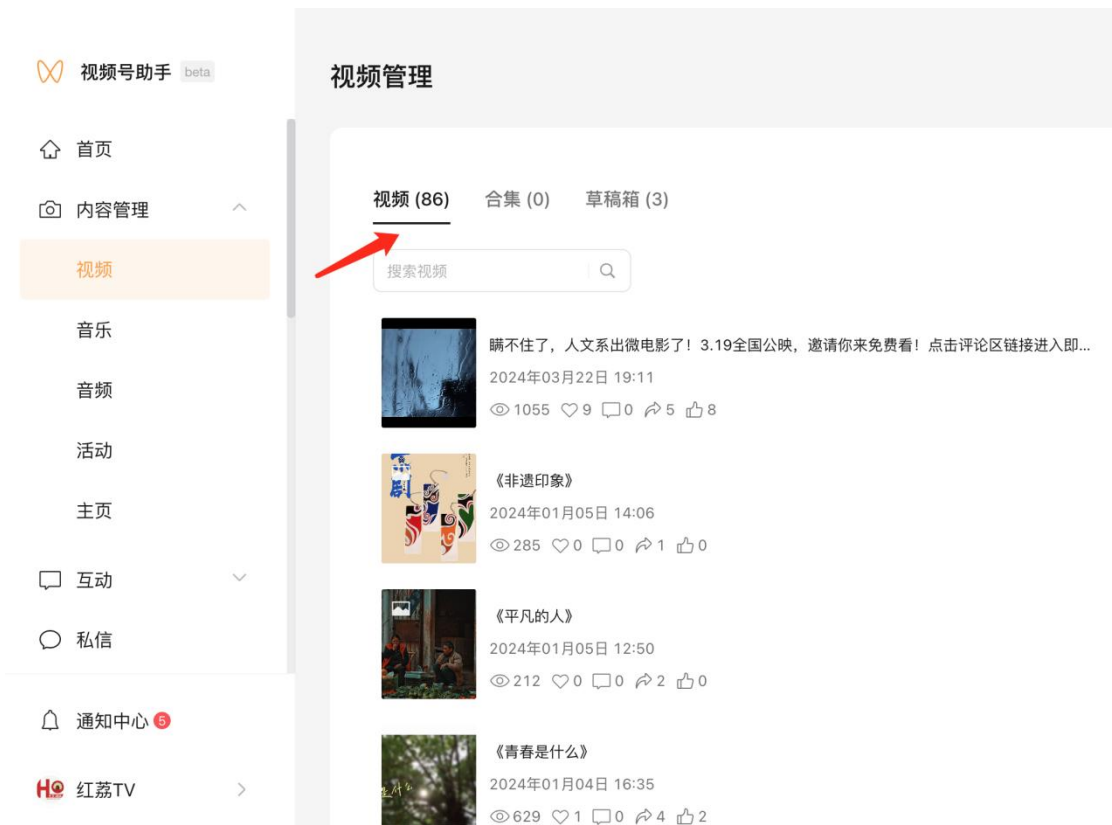 视频号助手 beta
首页
内容管理
视频
音乐
音频
活动
主页
互动
私信
通知中心 5
红荔TV
视频管理
视频 (86) 合集 (0) 草稿箱 (3)
搜索视频
瞒不住了，人文系出微电影了！3.19全国公映，邀请你来免费看！点击评论区链接进入即...
2024年03月22日 19:11
1055 9 0 5 8
《非遗印象》
2024年01月05日 14:06
285 0 0 1 0
《平凡的人》
2024年01月05日 12:50
212 0 0 2 0
《青春是什么》
2024年01月04日 16:35
629 1 0 4 2